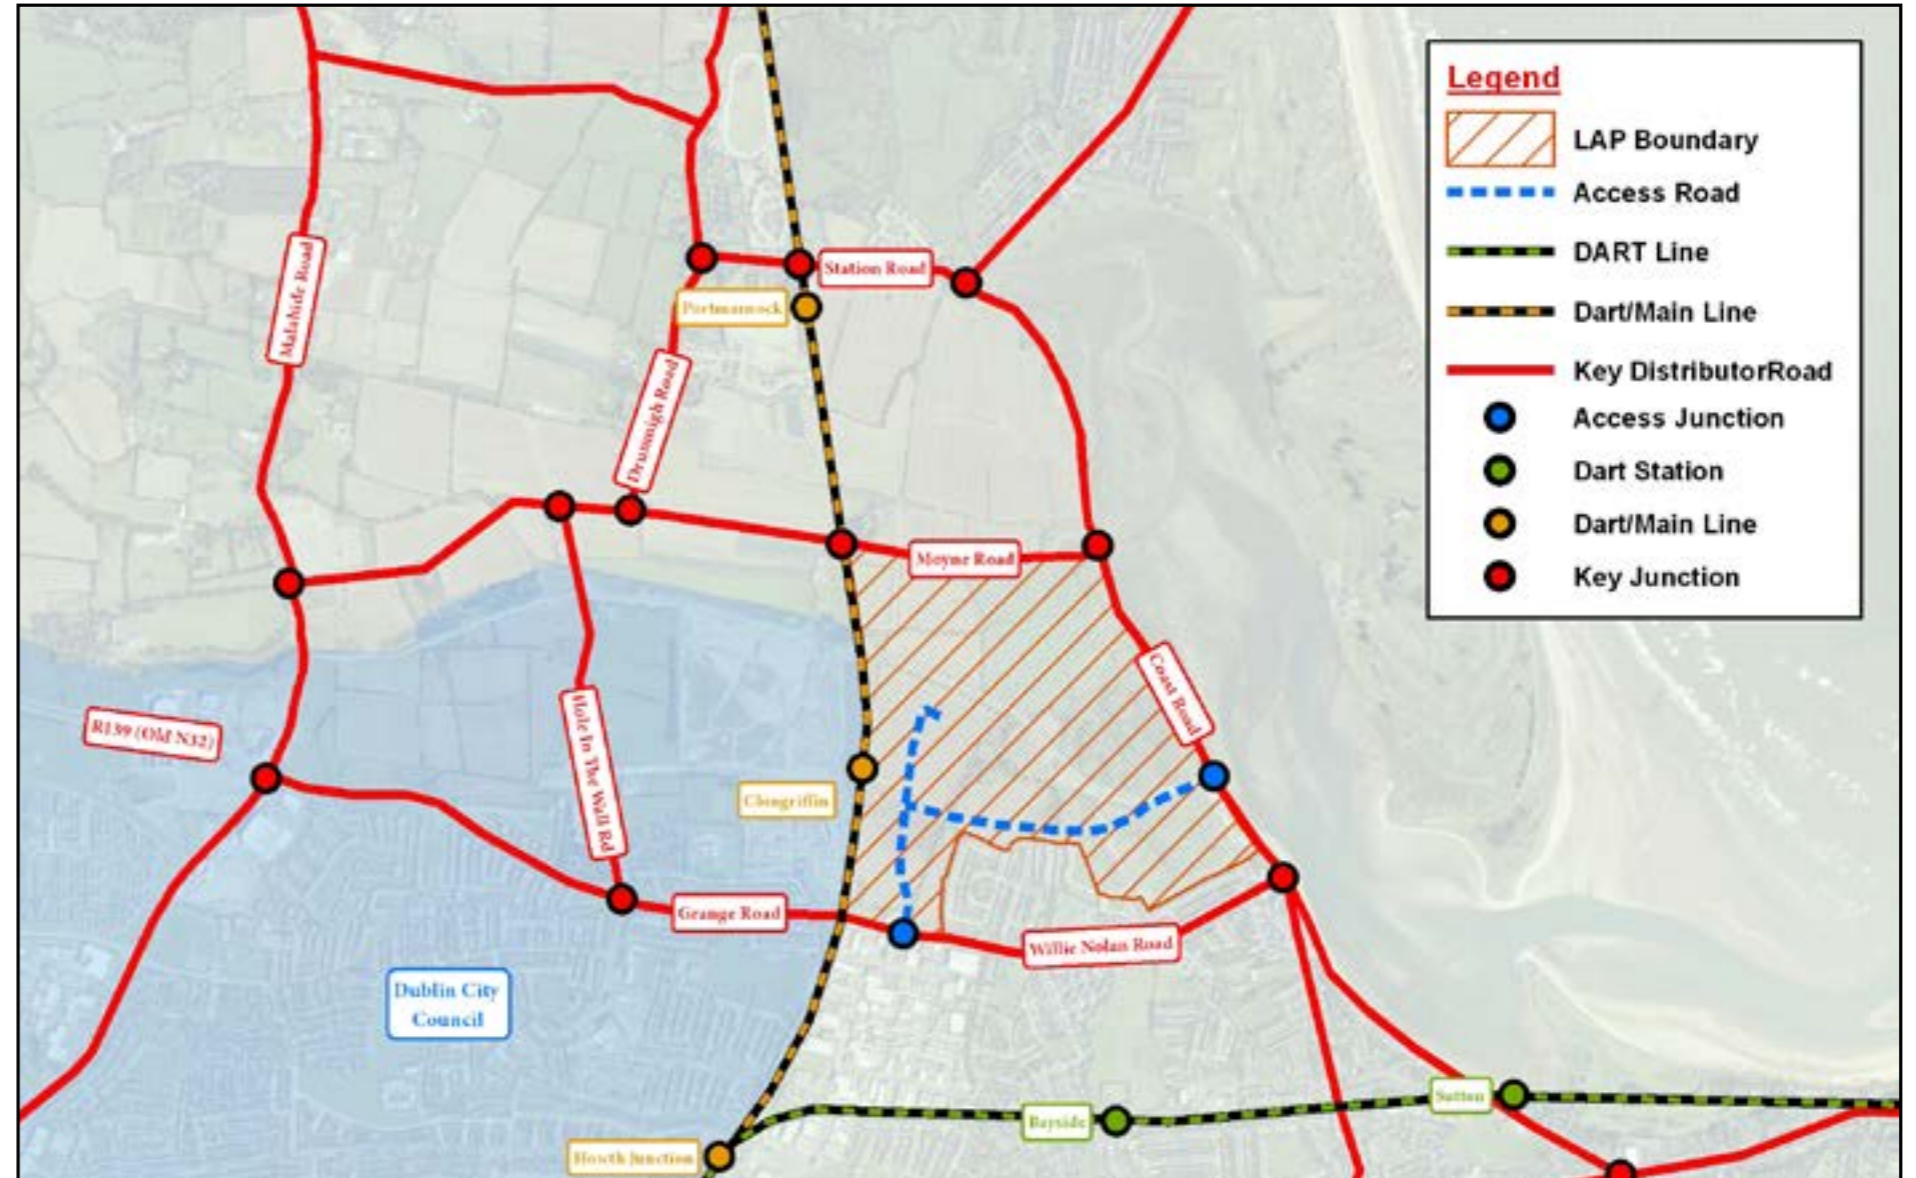 Legend
LAP Boundary
Access Road
DART Line
Dart/Main Line
Key DistributorRoad
Access Junction
Dart Station
Dart/Main Line
Key Junction
Malahide Road
Station Road
Portmarnock
Drumnigh Road
Moyne Road
Coast Road
R139 (Old N32)
Hole In The Wall Rd
Clongriffin
Grange Road
Willie Nolan Road
Dublin City
Council
Sutton
Bayside
Howth Junction